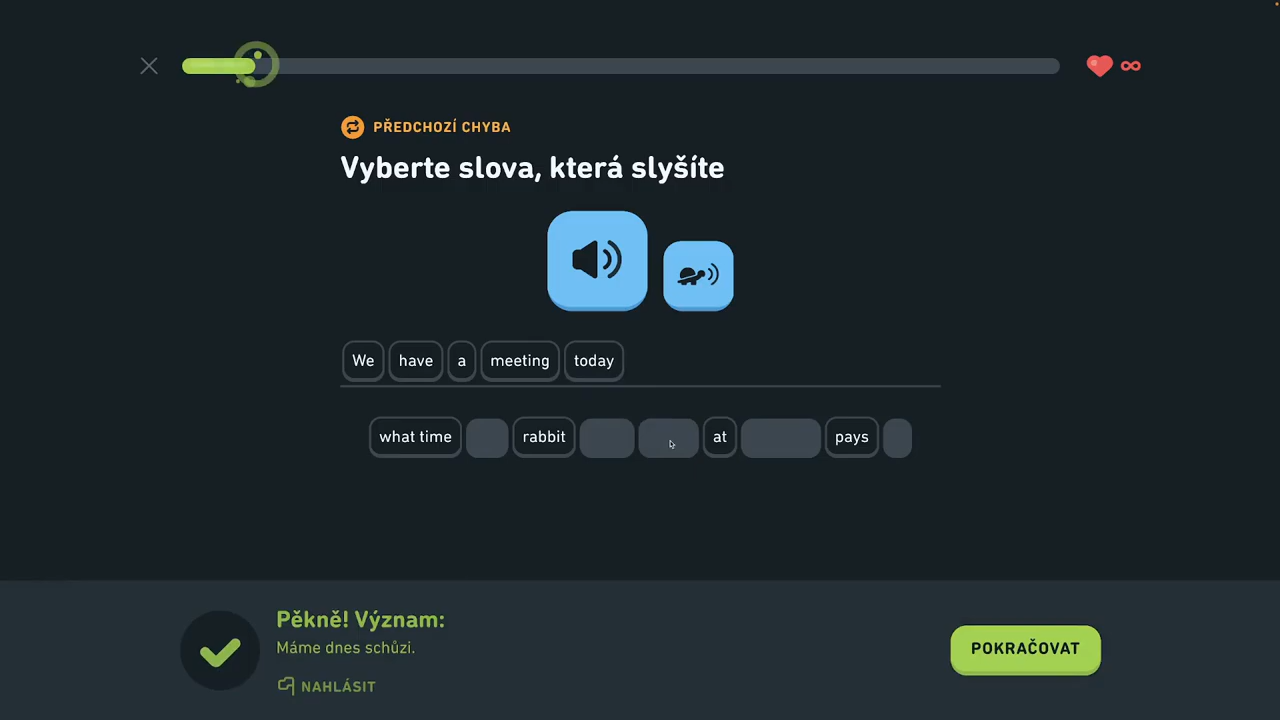 PŘEDCHOZÍ CHYBA
Vyberte slova, která slyšíte
We have a meeting today
what time rabbit at pays
Pěkně! Význam:
Máme dnes schůzi.
POKRAČOVAT
NAHLÁSIT